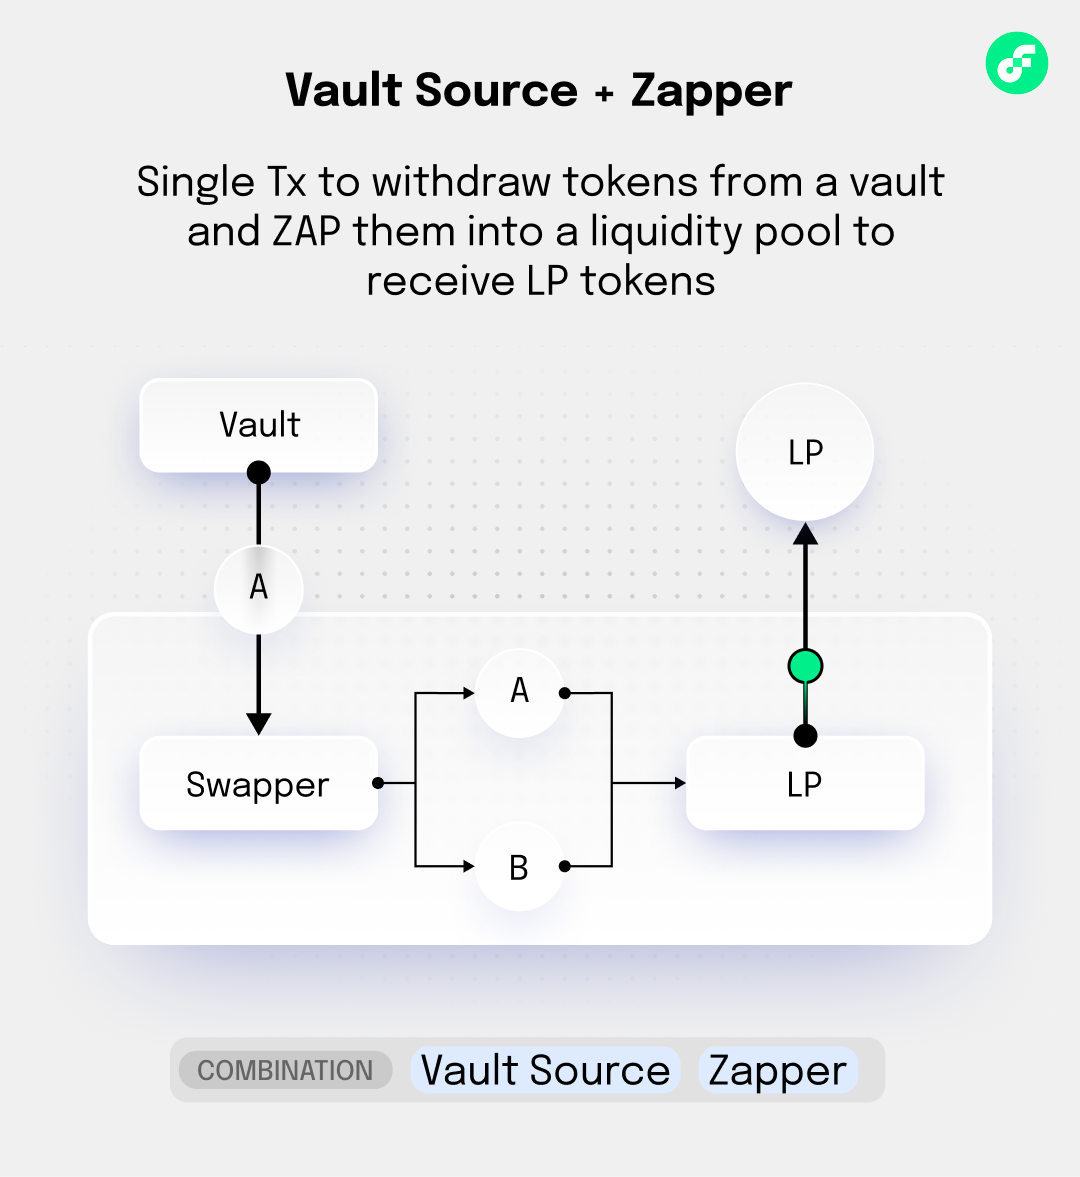 Vault Source + Zapper
Single Tx to withdraw tokens from a vault
and ZAP them into a liquidity pool to
receive LP tokens
Vault
LP
A
A
Swapper
LP
B
COMBINATION Vault Source Zapper